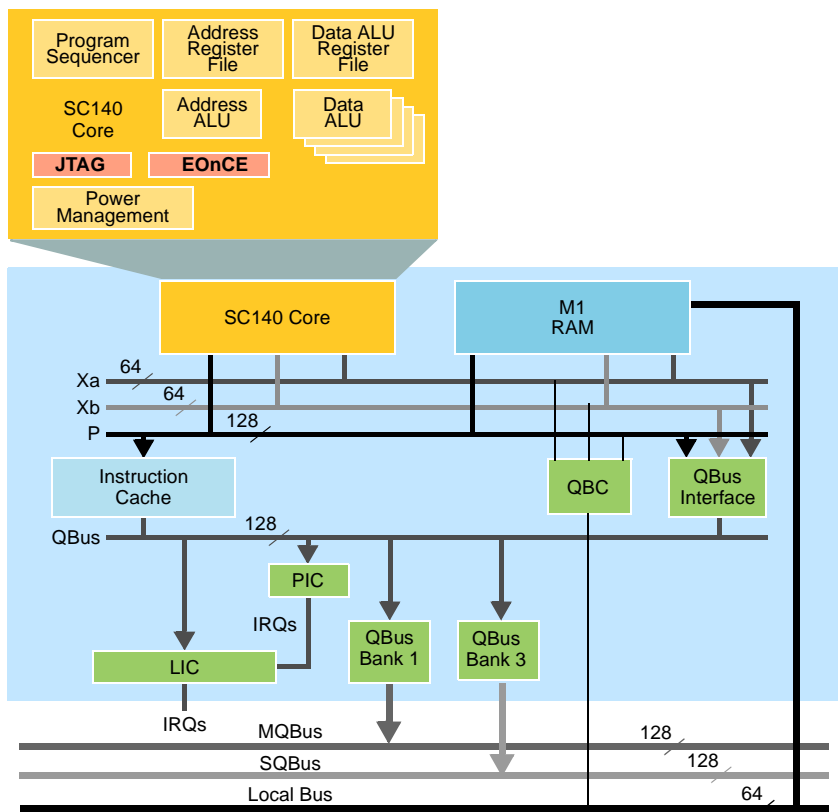 Program
Sequencer
Address
Register
File
Data ALU
Register
File
SC140
Core
Address
ALU
Data
ALU
JTAG
EOnCE
Power
Management
SC140 Core
M1
RAM
Xa
64
Xb
64
P
128
Instruction
Cache
QBC
QBus
Interface
QBus
128
PIC
IRQs
QBus
Bank 1
QBus
Bank 3
LIC
IRQs
MQBus
128
SQBus
128
Local Bus
64